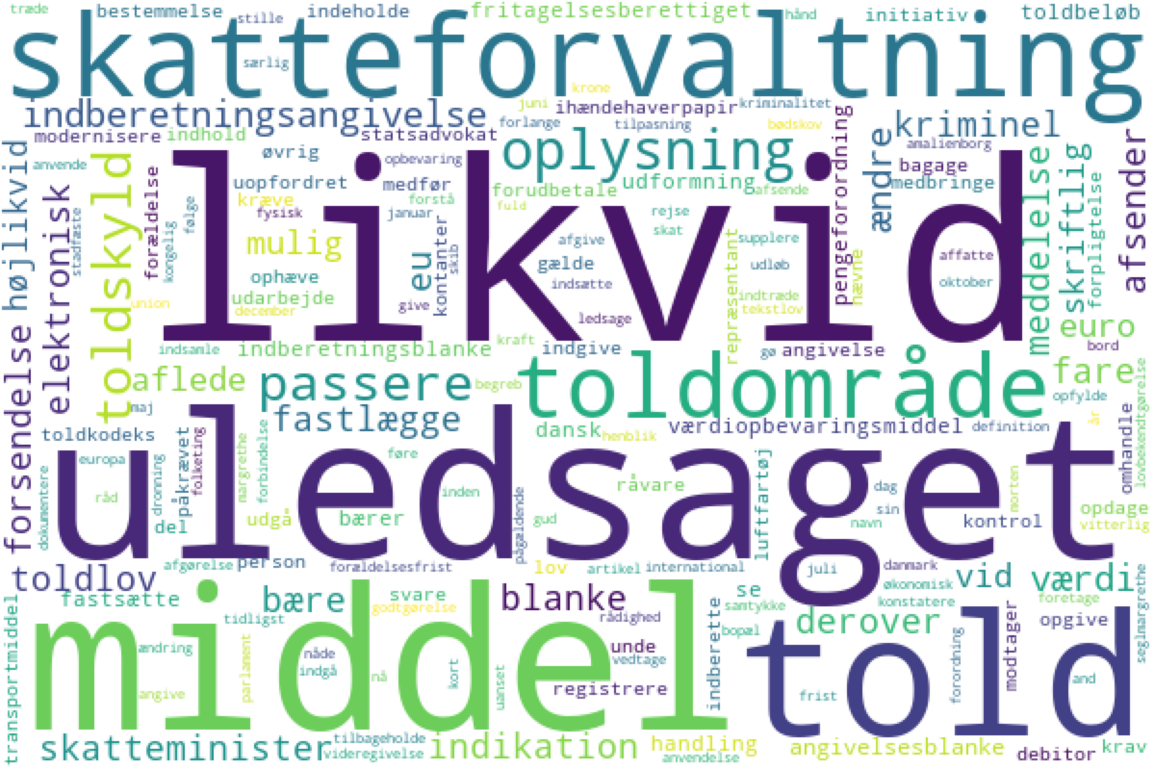 træde bestemmelse stille indeholde fritagelsesberettiget hånd initiativ toldbeløb
skatteforvaltning
særlig
indberetningsangivelse juni krone ihændehaverpapir kriminalitet
modernisere indhold statsadvokat forlange tilpasning bødskov kriminel
anvende øvrig opbevaring oplysning amalienborg
uopfordret medfør forudbetale udformning afsende bagage medbringe
kræve fysisk januar forstå fuld rejse skat supplere
mulig afgive gælde udløb affatte
ophæve indsætte indtræde oktober
union udarbejde december give ledsage tekstlov euro
likvid
højlikvid elektronisk toldskyld stadfæste forældelse kongelig følge eu kontanter skib repræsentant pengeforordning hævne ændre meddelelse skriftlig forpligtelse afsender
indsamle indberetningsblanke kraft indgive gø angivelse bord
aflede passere begreb toldområde fare
maj fastlægge opfylde
toldkodeks dansk henblik værdiopbevaringsmiddel definition
europa føre råvare dag
råd inden sin opdage
udgå bærer gud navn kontrol vitterlig
del
uledsaget
forsendelse dokumentere dronning påkrævet folketing margrethe forbindelse pågældende luftfartøj morten år omhandle lovbekendtgørelse
afgørelse person forældelsesfrist lov artikel international juli danmark
toldlov økonomisk vid værdi
fastsætte bære godtgørelse svare blanke se samtykke konstatere foretage
tidligst rådighed derover opgive
ændring nåde unde bopæl
indgå nå vedtage
angive registrere frist
middel told
transportmiddel parlament kort uanset indberette forordning modtager seglmargrethe
skatteminister tilbageholde indikation handling angivelsesblanke krav
videregivelse anvendelse debitor